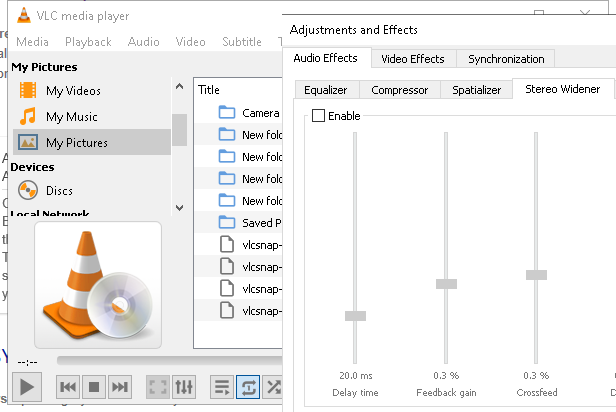 VLC media player
Media Playback Audio Video Subtitle
My Pictures
My Videos
My Music
My Pictures
Devices
Discs
Local Network
Title
Camera
New fold
New fold
New fold
New fold
Saved P
vlcsnap-
vlcsnap-
vlcsnap-
vlcsnap-
--:--
Adjustments and Effects
Audio Effects Video Effects Synchronization
Equalizer Compressor Spatializer Stereo Widener
Enable
20.0 ms 0.3 % 0.3 %
Delay time Feedback gain Crossfeed D